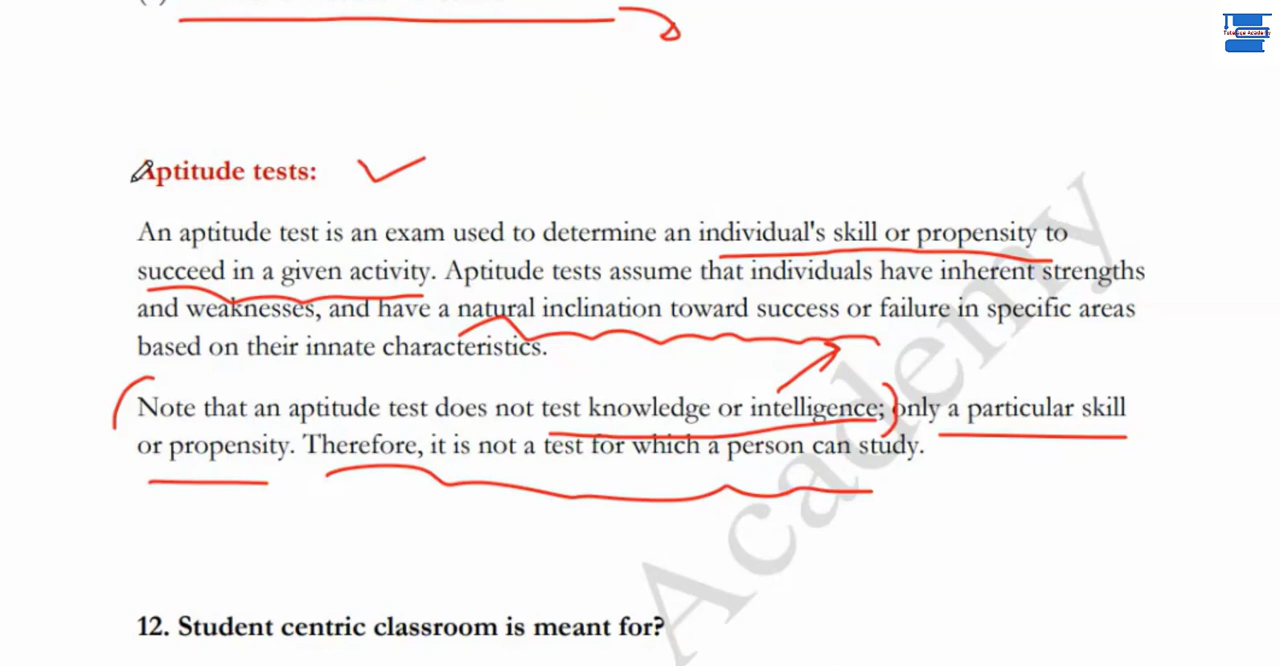 Tutelage Academy
Aptitude tests:
An aptitude test is an exam used to determine an individual's skill or propensity to
succeed in a given activity. Aptitude tests assume that individuals have inherent strengths
and weaknesses, and have a natural inclination toward success or failure in specific areas
based on their innate characteristics.
Note that an aptitude test does not test knowledge or intelligence; only a particular skill
or propensity. Therefore, it is not a test for which a person can study.
Academy
12. Student centric classroom is meant for?